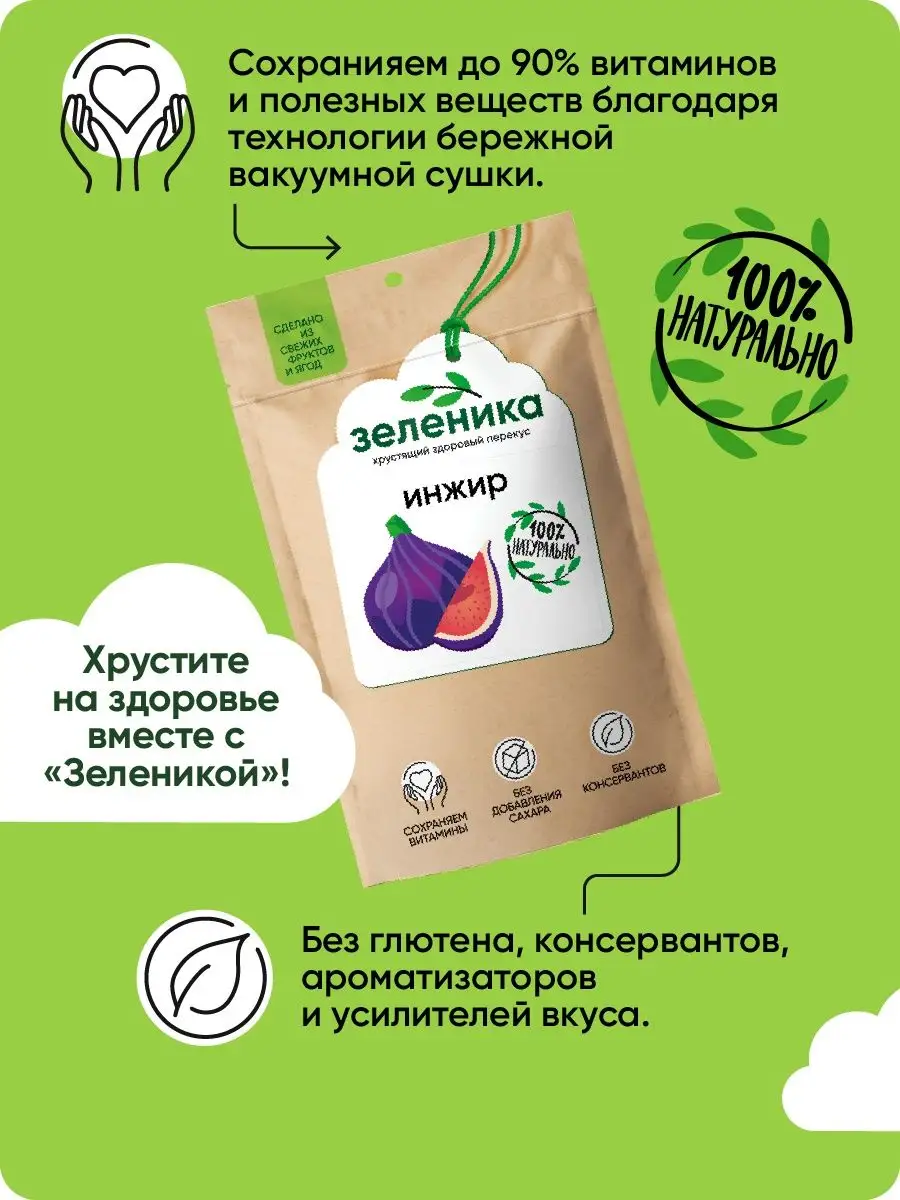 Сохранияем до 90% витаминов
и полезных веществ благодаря
технологии бережной
вакуумной сушки.
100%
НАТУРАЛЬНО
СДЕЛАНО
ИЗ
СВЕЖИХ
ФРУКТОВ
И ЯГОД
зеленика
хрустящий здоровый перекус
инжир
100%
НАТУРАЛЬНО
Хрустите
на здоровье
вместе с
«Зеленикой»!
СОХРАНЯЕМ
ВИТАМИНЫ
БЕЗ
ДОБАВЛЕНИЯ
САХАРА
БЕЗ
КОНСЕРВАНТОВ
Без глютена, консервантов,
ароматизаторов
и усилителей вкуса.